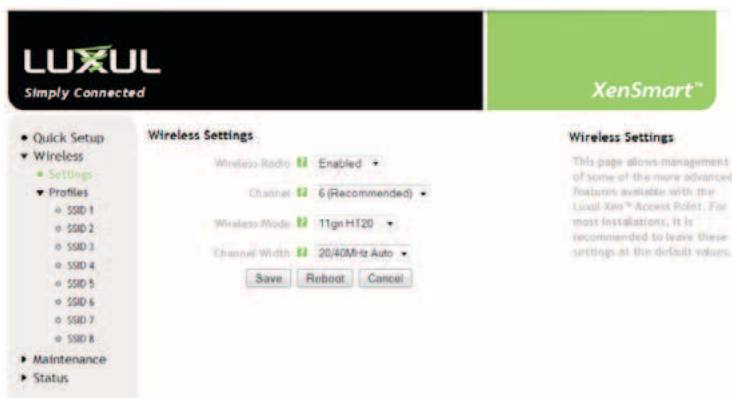 LUXUL
Simply Connected
XenSmart™
Quick Setup
Wireless
Settings
Profiles
SSID 1
SSID 2
SSID 3
SSID 4
SSID 5
SSID 6
SSID 7
SSID 8
Maintenance
Status
Wireless Settings
Wireless Radio ? Enabled
Channel ? 6 (Recommended)
Wireless Mode ? 11gn HT20
Channel Width ? 20/40MHz Auto
Save Reboot Cancel
Wireless Settings
This page allows management
of some of the more advanced
features available with the
Luxul Xen™ Access Point. For
most installations, it is
recommended to leave these
settings at the default values.